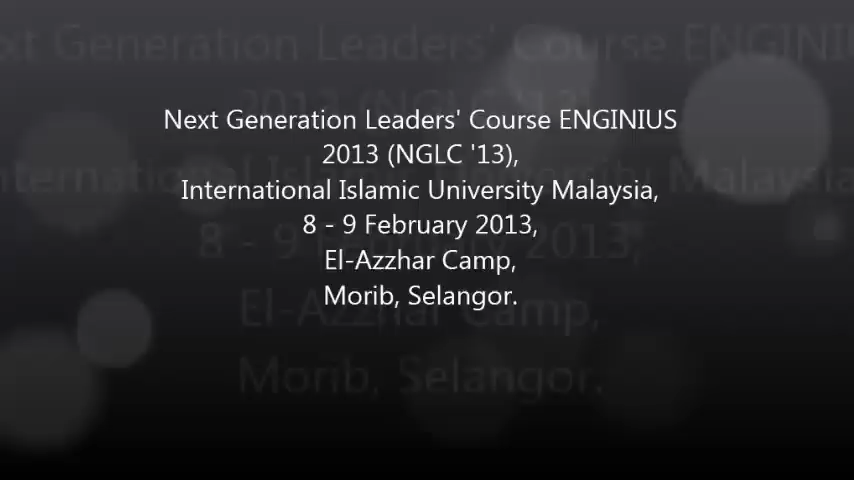 Next Generation Leaders' Course ENGINIUS
2013 (NGLC '13),
International Islamic University Malaysia,
8 - 9 February 2013,
El-Azzhar Camp,
Morib, Selangor.